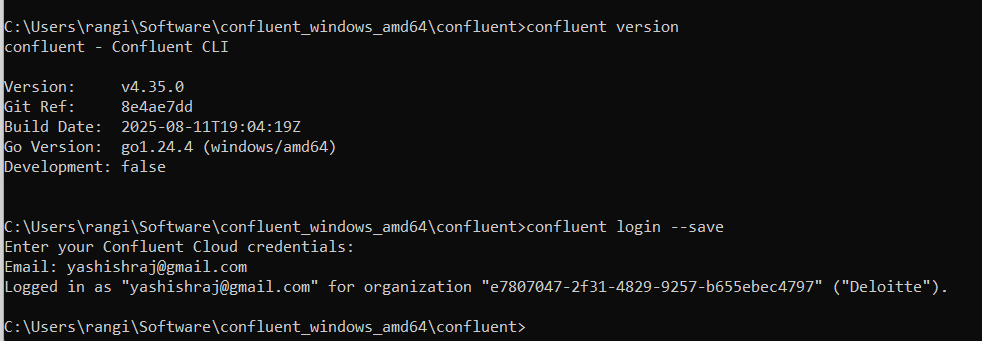 C:\Users\rangi\Software\confluent_windows_amd64\confluent>confluent version
confluent - Confluent CLI
Version:     v4.35.0
Git Ref:     8e4ae7dd
Build Date:  2025-08-11T19:04:19Z
Go Version:  go1.24.4 (windows/amd64)
Development: false
C:\Users\rangi\Software\confluent_windows_amd64\confluent>confluent login --save
Enter your Confluent Cloud credentials:
Email: yashishraj@gmail.com
Logged in as "yashishraj@gmail.com" for organization "e7807047-2f31-4829-9257-b655ebec4797" ("Deloitte").
C:\Users\rangi\Software\confluent_windows_amd64\confluent>